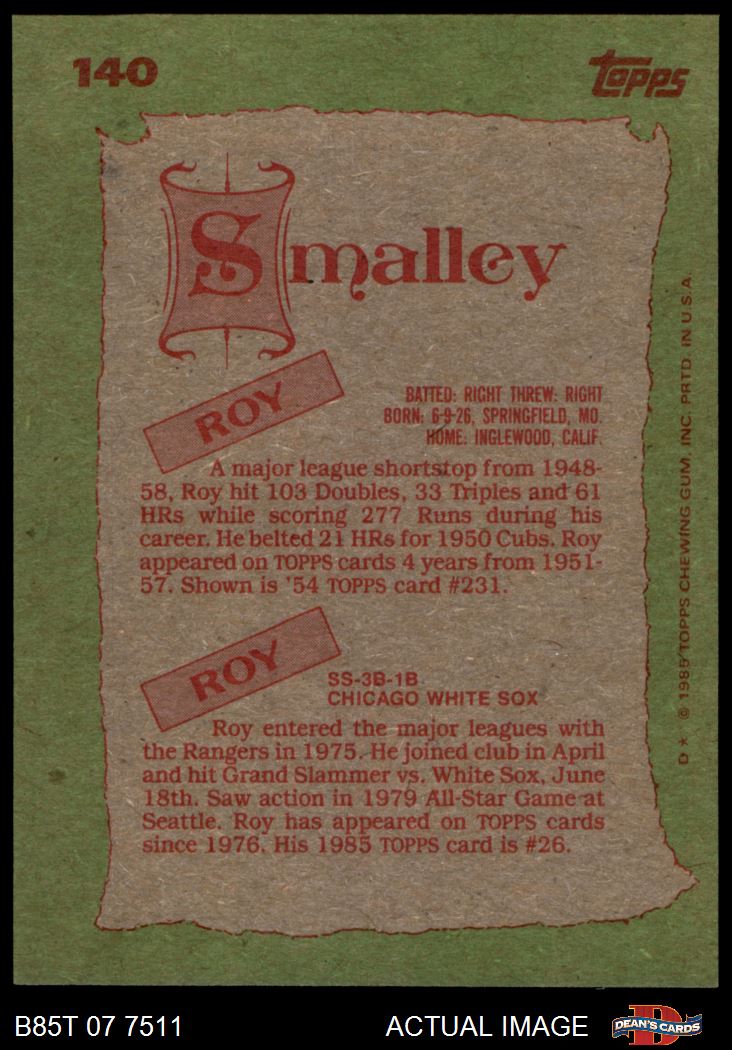 140
TOPPS
Smalley
ROY
BATTED: RIGHT THREW: RIGHT
BORN: 6-9-26, SPRINGFIELD, MO.
HOME: INGLEWOOD, CALIF.
A major league shortstop from 1948-
58, Roy hit 103 Doubles, 33 Triples and 61
HRs while scoring 277 Runs during his
career. He belted 21 HRs for 1950 Cubs. Roy
appeared on TOPPS cards 4 years from 1951-
57. Shown is '54 TOPPS card #231.
ROY
SS-3B-1B
CHICAGO WHITE SOX
Roy entered the major leagues with
the Rangers in 1975. He joined club in April
and hit Grand Slammer vs. White Sox, June
18th. Saw action in 1979 All-Star Game at
Seattle. Roy has appeared on TOPPS cards
since 1976. His 1985 TOPPS card is #26.
D★ © 1985 TOPPS CHEWING GUM, INC. PRTD. IN U.S.A.
B85T 07 7511
ACTUAL IMAGE
D
DEAN'S CARDS